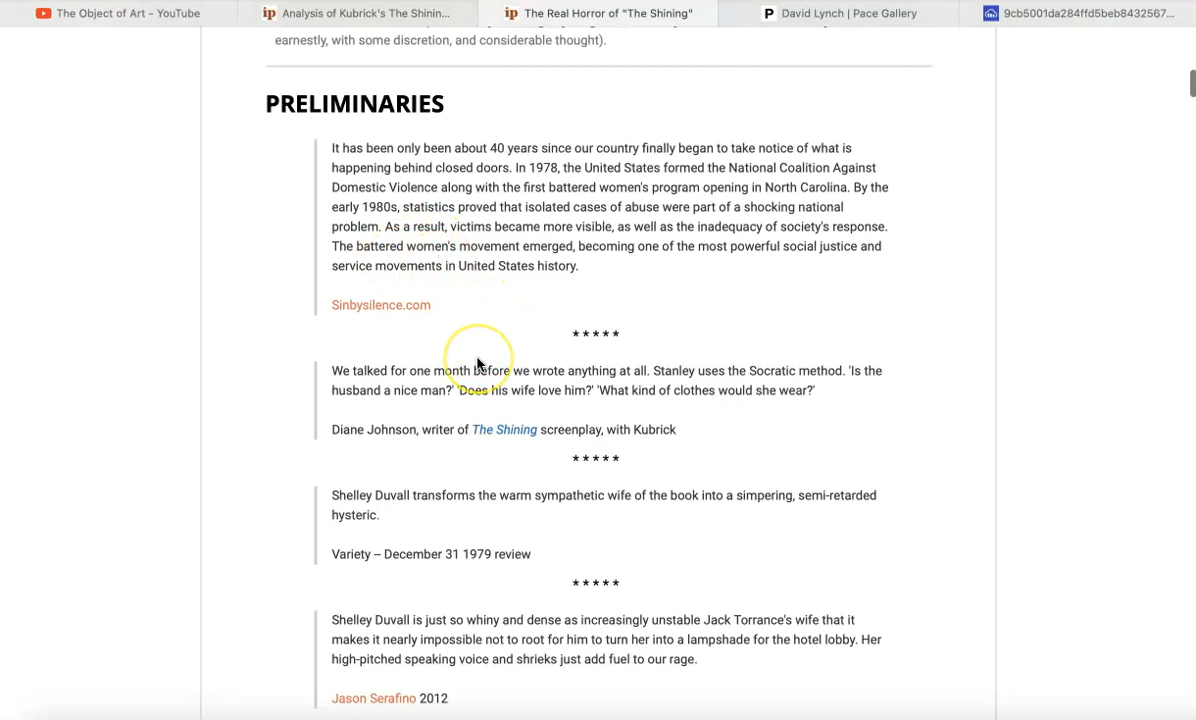 The Object of Art - YouTube
ip Analysis of Kubrick's The Shinin...
ip The Real Horror of "The Shining"
P David Lynch | Pace Gallery
9cb5001da284ffd5beb8432567...
earnestly, with some discretion, and considerable thought).
PRELIMINARIES
It has been only been about 40 years since our country finally began to take notice of what is
happening behind closed doors. In 1978, the United States formed the National Coalition Against
Domestic Violence along with the first battered women's program opening in North Carolina. By the
early 1980s, statistics proved that isolated cases of abuse were part of a shocking national
problem. As a result, victims became more visible, as well as the inadequacy of society's response.
The battered women's movement emerged, becoming one of the most powerful social justice and
service movements in United States history.
Sinbysilence.com
* * * * *
We talked for one month before we wrote anything at all. Stanley uses the Socratic method. 'Is the
husband a nice man?' 'Does his wife love him?' 'What kind of clothes would she wear?'
Diane Johnson, writer of The Shining screenplay, with Kubrick
* * * * *
Shelley Duvall transforms the warm sympathetic wife of the book into a simpering, semi-retarded
hysteric.
Variety – December 31 1979 review
* * * * *
Shelley Duvall is just so whiny and dense as increasingly unstable Jack Torrance's wife that it
makes it nearly impossible not to root for him to turn her into a lampshade for the hotel lobby. Her
high-pitched speaking voice and shrieks just add fuel to our rage.
Jason Serafino 2012